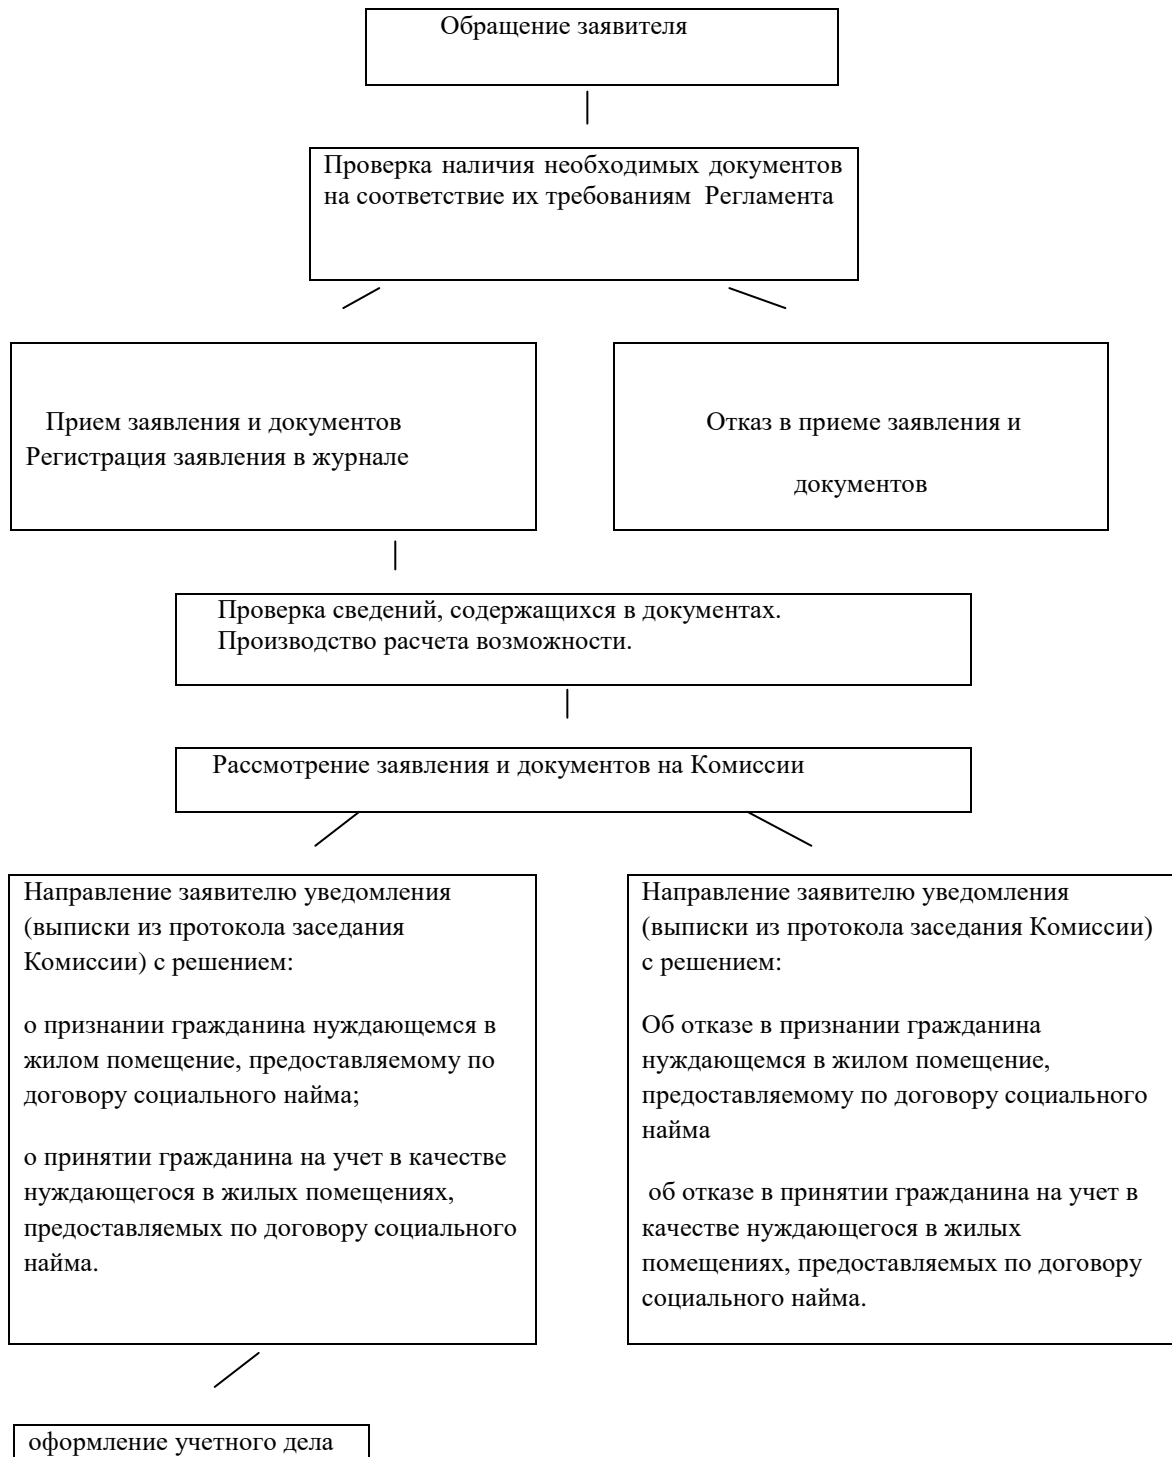 Обращение заявителя
Проверка наличия необходимых документов
на соответствие их требованиям Регламента
Прием заявления и документов
Регистрация заявления в журнале
Отказ в приеме заявления и
документов
Проверка сведений, содержащихся в документах.
Производство расчета возможности.
Рассмотрение заявления и документов на Комиссии
Направление заявителю уведомления
(выписки из протокола заседания
Комиссии) с решением:
о признании гражданина нуждающемся в
жилом помещение, предоставляемому по
договору социального найма;
о принятии гражданина на учет в качестве
нуждающегося в жилых помещениях,
предоставляемых по договору социального
найма.
Направление заявителю уведомления
(выписки из протокола заседания Комиссии)
с решением:
Об отказе в признании гражданина
нуждающемся в жилом помещение,
предоставляемому по договору социального
найма
об отказе в принятии гражданина на учет в
качестве нуждающегося в жилых
помещениях, предоставляемых по договору
социального найма.
оформление учетного дела